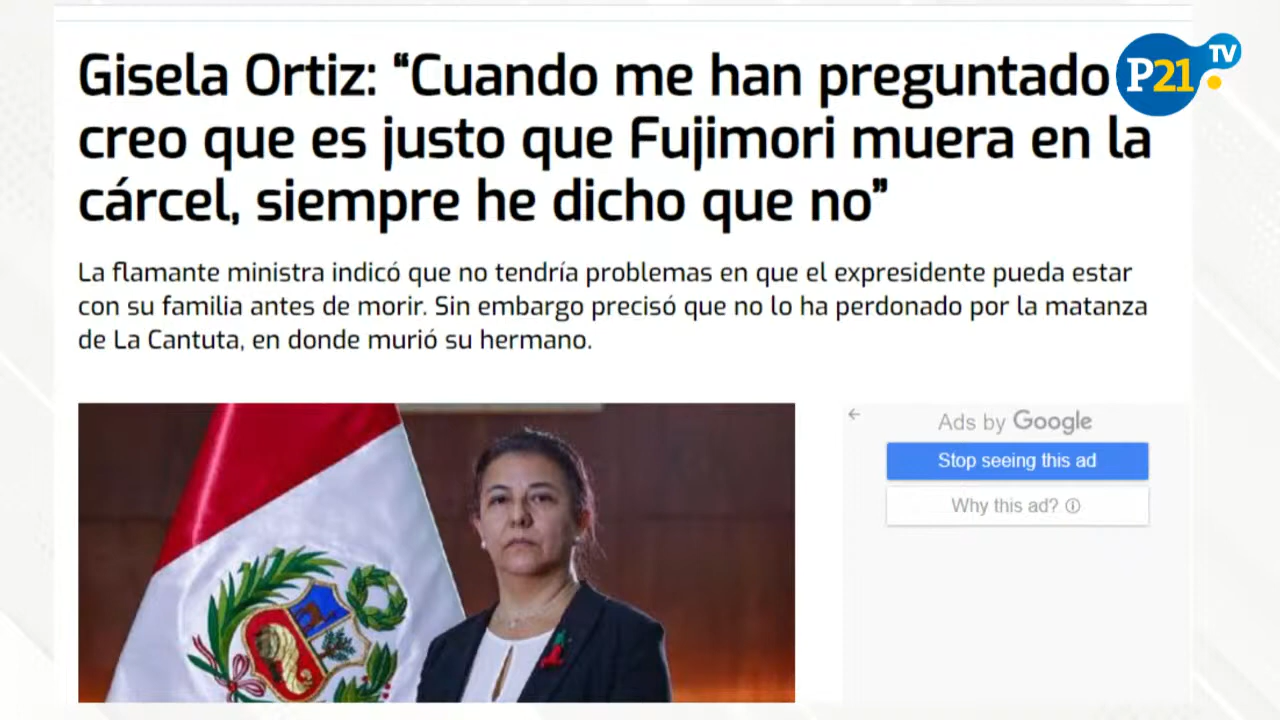 Gisela Ortiz: “Cuando me han preguntado
creo que es justo que Fujimori muera en la
cárcel, siempre he dicho que no”
P21
TV
La flamante ministra indicó que no tendría problemas en que el expresidente pueda estar
con su familia antes de morir. Sin embargo precisó que no lo ha perdonado por la matanza
de La Cantuta, en donde murió su hermano.
Ads by Google
Stop seeing this ad
Why this ad?